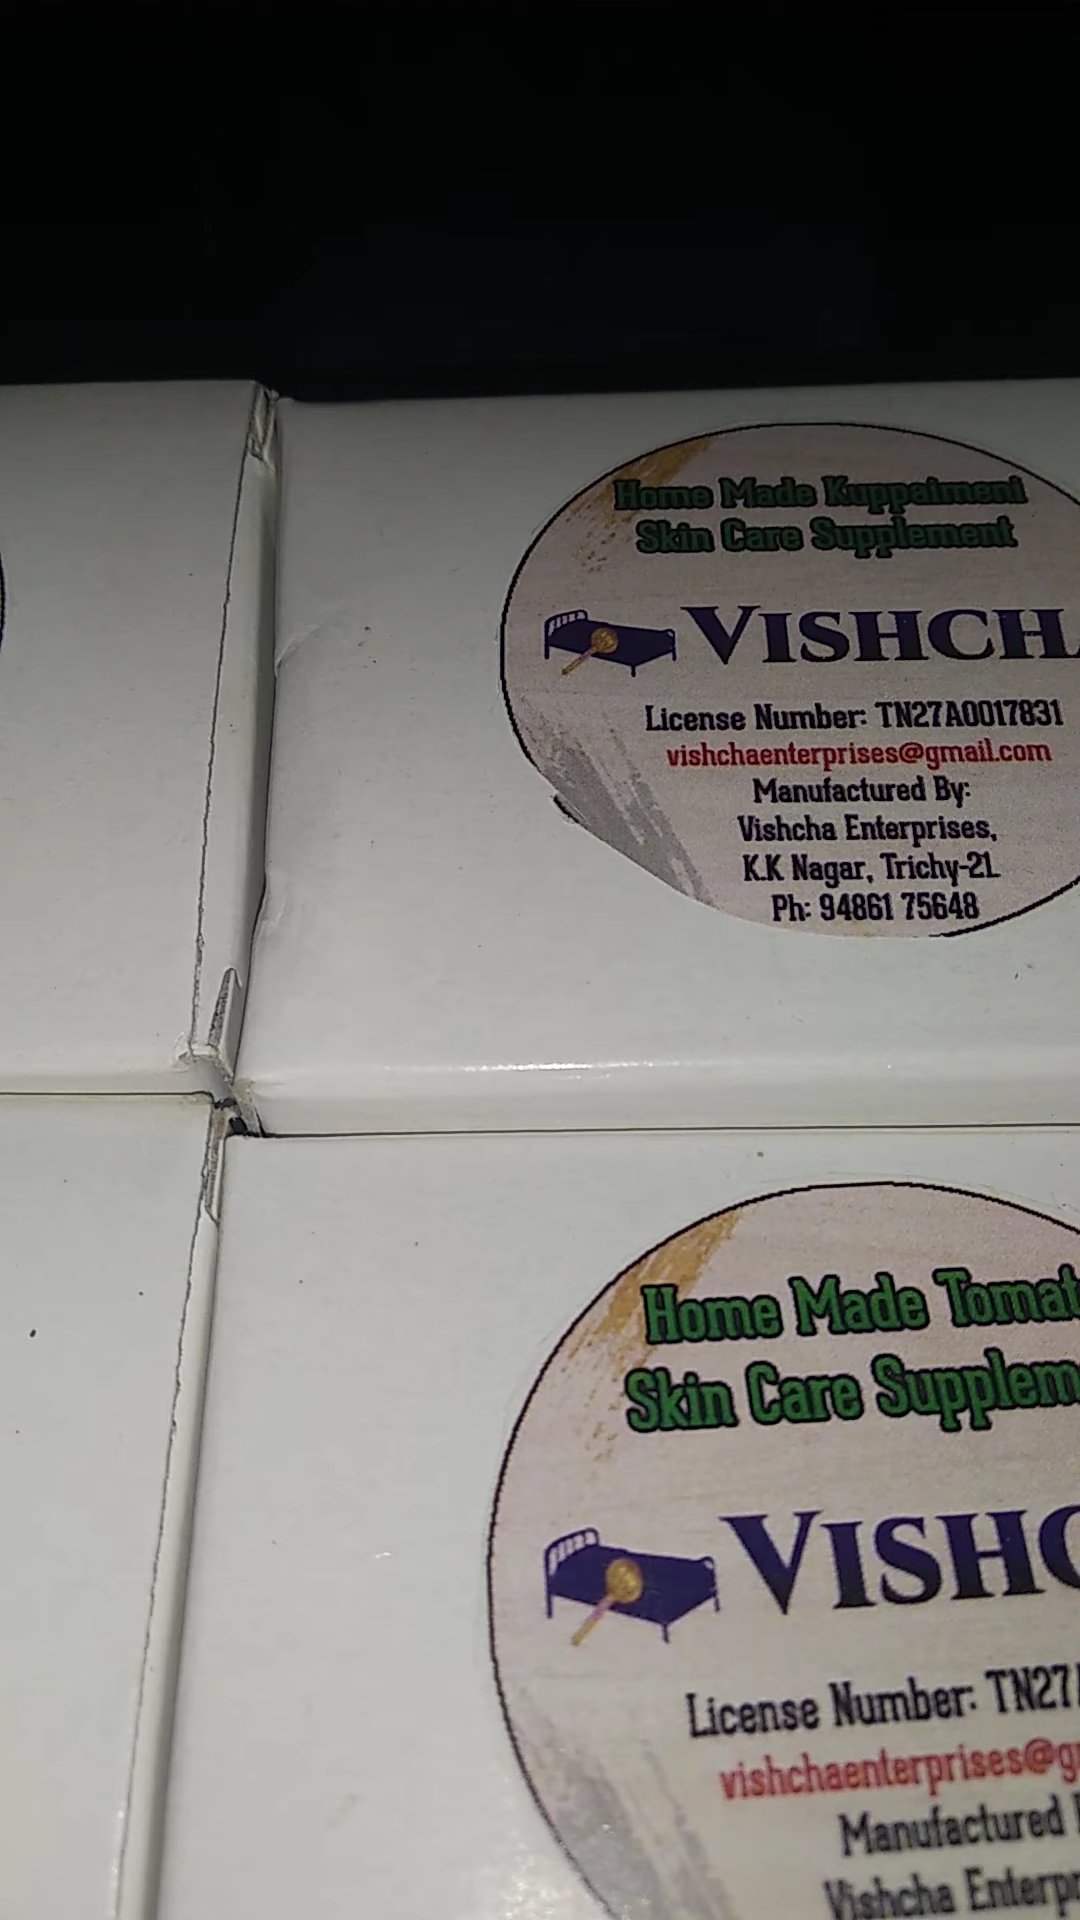 Home Made Kuppaimeni
Skin Care Supplement
VISHCH
License Number: TN27A0017831
vishchaenterprises@gmail.com
Manufactured By:
Vishcha Enterprises,
K.K Nagar, Trichy-21.
Ph: 94861 75648
Home Made Tomat
Skin Care Supplem
VISHC
License Number: TN27
vishchaenterprises@g
Manufactured
Vishcha Enterpr